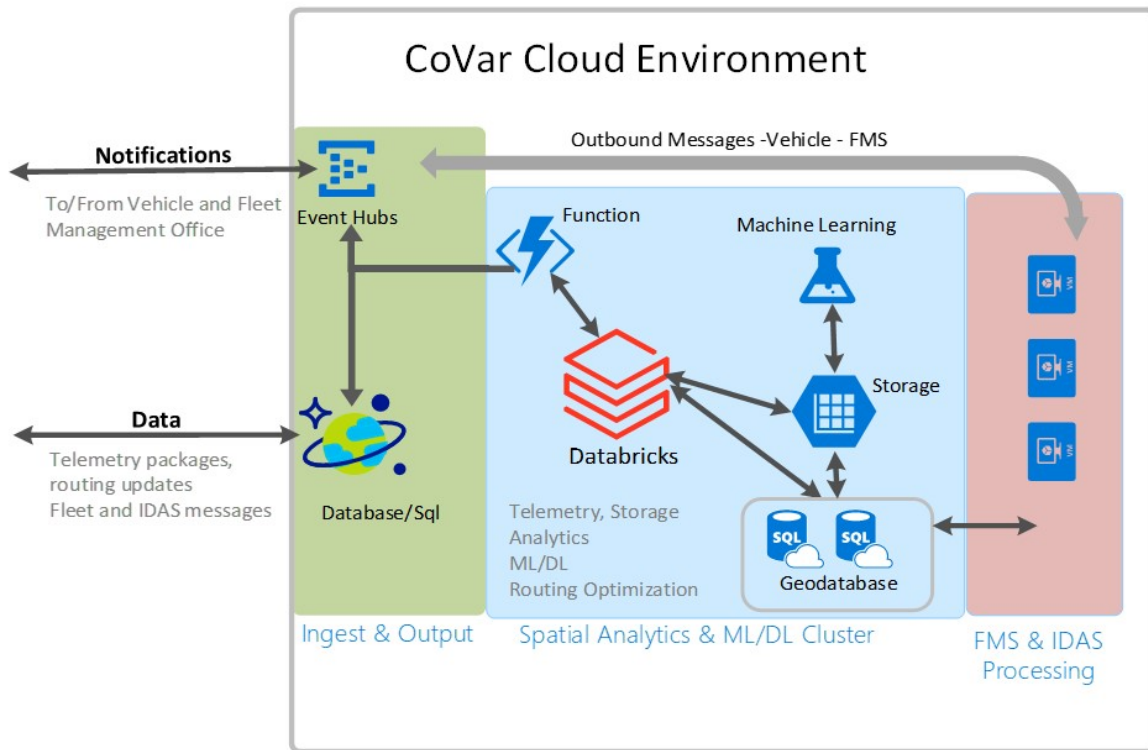 CoVar Cloud Environment
Outbound Messages -Vehicle - FMS
Notifications
To/From Vehicle and Fleet
Management Office
Event Hubs
Function
Machine Learning
VM
VM
VM
Storage
Databricks
Data
Telemetry packages,
routing updates
Fleet and IDAS messages
Database/Sql
Telemetry, Storage
Analytics
ML/DL
Routing Optimization
SQL
SQL
Geodatabase
Ingest & Output
Spatial Analytics & ML/DL Cluster
FMS & IDAS
Processing